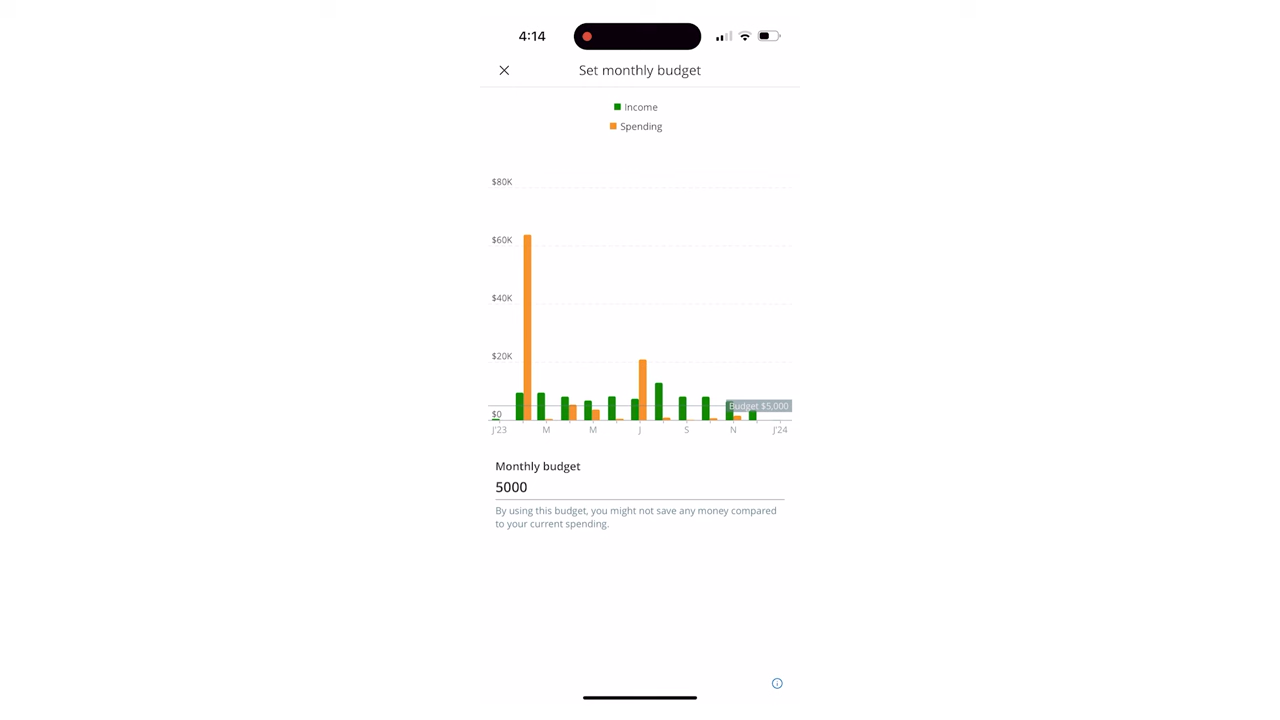 4:14
Set monthly budget
Income
Spending
$80K
$60K
$40K
$20K
Budget $5,000
$0
J'23 M M J S N J'24
Monthly budget
5000
By using this budget, you might not save any money compared
to your current spending.